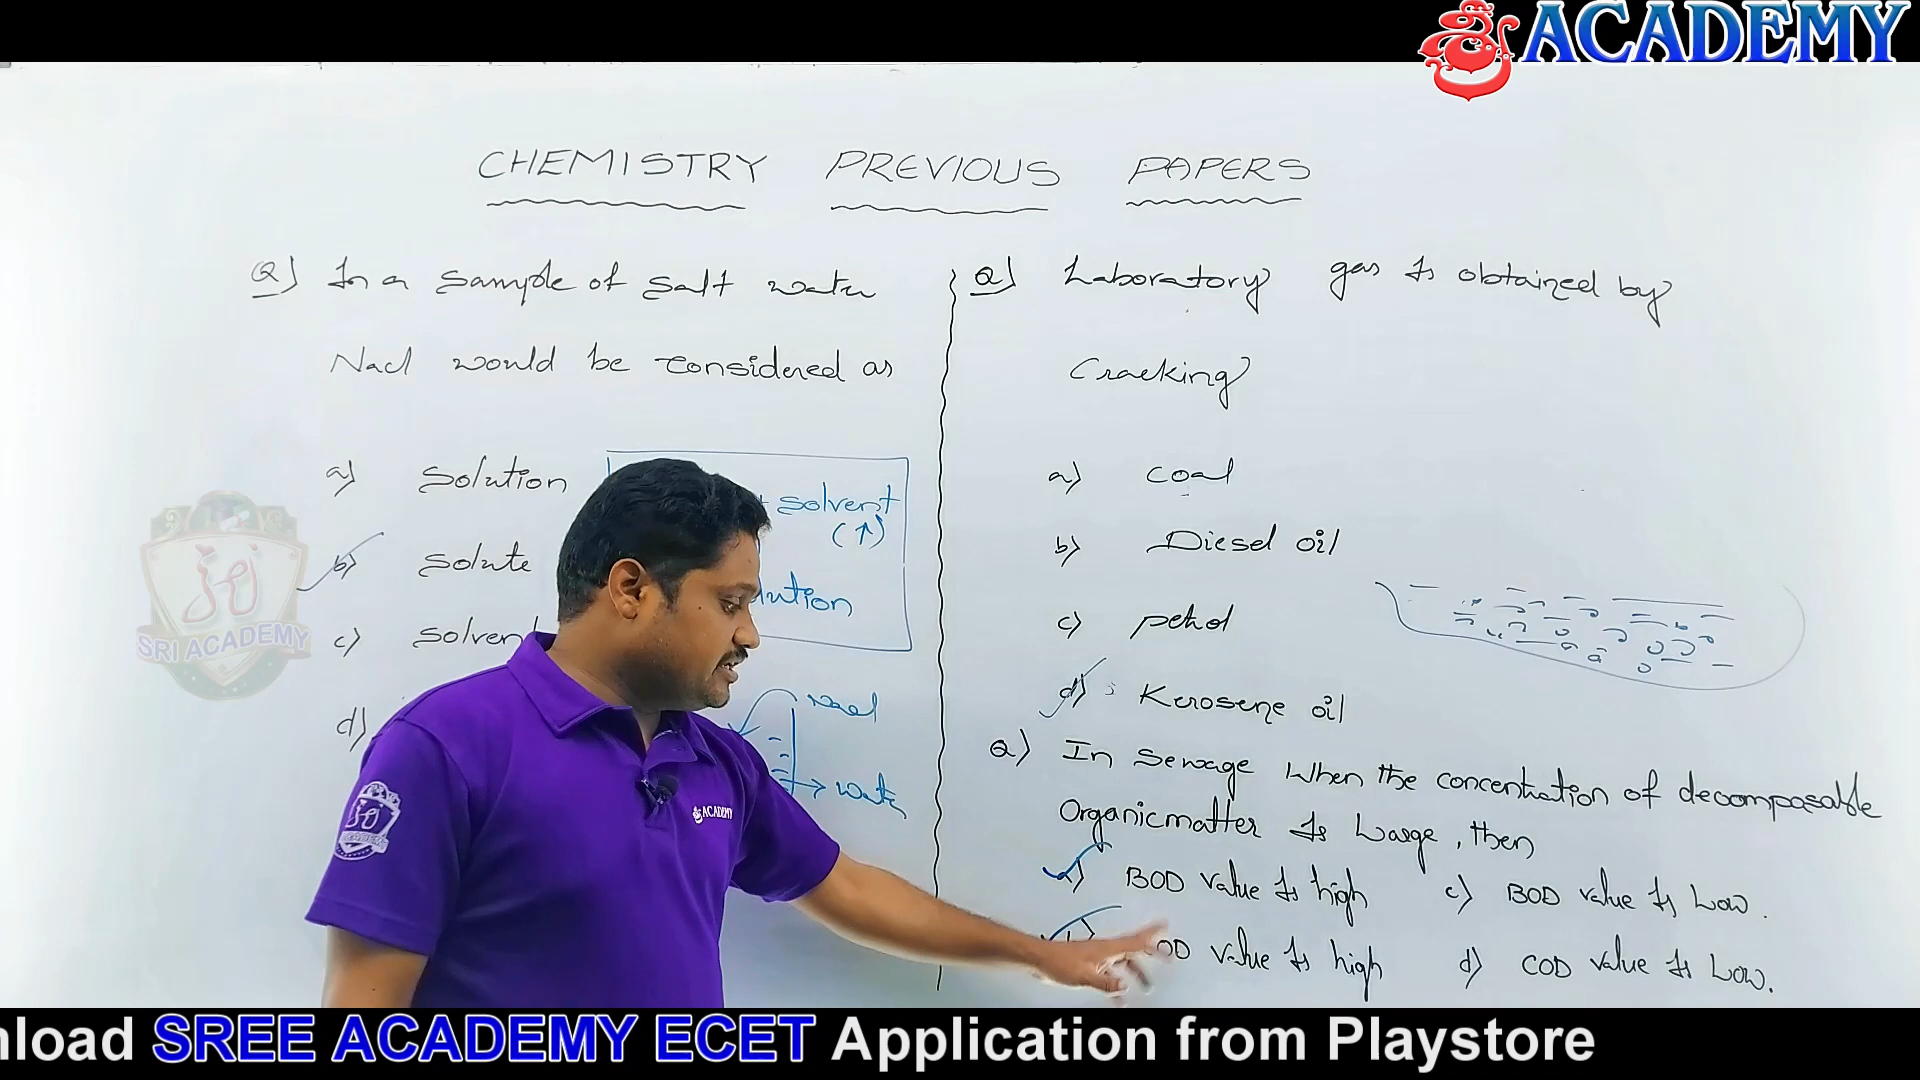 ACADEMY
CHEMISTRY PREVIOUS PAPERS
Q) In a sample of salt water
Nacl would be considered as
a) Solution
b) Solute
c) Solvent
d)
solvent
(↑)
lution
Nacl
water
Q) Laboratory gas Is obtained by
Cracking
a) coal
b) Diesel oil
c) petrol
d) Kerosene oil
Q) In Sewage When the concentration of decomposable
Organicmatter Is Large, then
a) BOD Value Is high
c) BOD value Is Low.
OD Value Is high
d) COD value Is Low.
SRI ACADEMY
ACADEMY
nload SREE ACADEMY ECET Application from Playstore